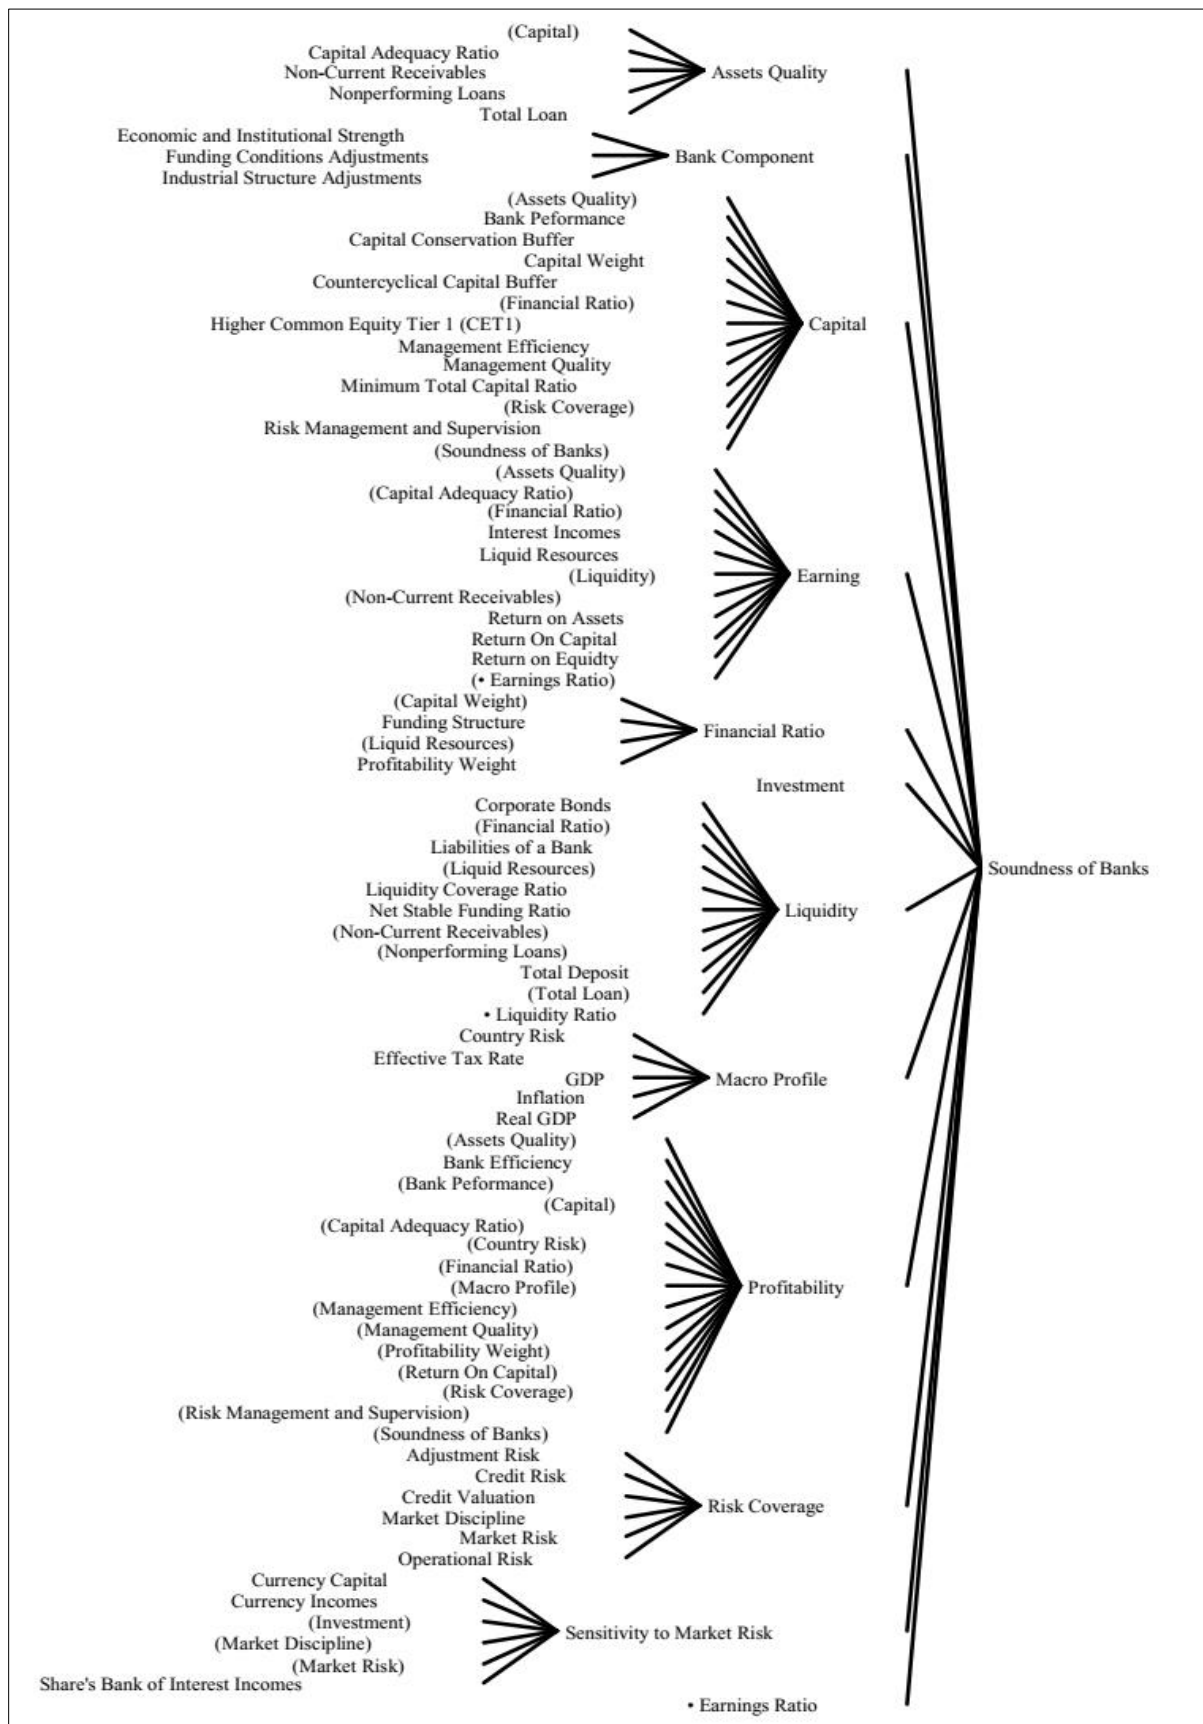 (Capital)
Capital Adequacy Ratio
Non-Current Receivables
Nonperforming Loans
Total Loan
Assets Quality
Economic and Institutional Strength
Funding Conditions Adjustments
Industrial Structure Adjustments
Bank Component
(Assets Quality)
Bank Peformance
Capital Conservation Buffer
Capital Weight
Countercyclical Capital Buffer
(Financial Ratio)
Higher Common Equity Tier 1 (CET1)
Management Efficiency
Management Quality
Minimum Total Capital Ratio
(Risk Coverage)
Risk Management and Supervision
(Soundness of Banks)
Capital
(Assets Quality)
(Capital Adequacy Ratio)
(Financial Ratio)
Interest Incomes
Liquid Resources
(Liquidity)
(Non-Current Receivables)
Return on Assets
Return On Capital
Return on Equidty
(• Earnings Ratio)
Earning
(Capital Weight)
Funding Structure
(Liquid Resources)
Profitability Weight
Financial Ratio
Investment
Corporate Bonds
(Financial Ratio)
Liabilities of a Bank
(Liquid Resources)
Liquidity Coverage Ratio
Net Stable Funding Ratio
(Non-Current Receivables)
(Nonperforming Loans)
Total Deposit
(Total Loan)
• Liquidity Ratio
Liquidity
Country Risk
Effective Tax Rate
GDP
Inflation
Real GDP
Macro Profile
(Assets Quality)
Bank Efficiency
(Bank Peformance)
(Capital)
(Capital Adequacy Ratio)
(Country Risk)
(Financial Ratio)
(Macro Profile)
(Management Efficiency)
(Management Quality)
(Profitability Weight)
(Return On Capital)
(Risk Coverage)
(Risk Management and Supervision)
(Soundness of Banks)
Profitability
Adjustment Risk
Credit Risk
Credit Valuation
Market Discipline
Market Risk
Operational Risk
Risk Coverage
Currency Capital
Currency Incomes
(Investment)
(Market Discipline)
(Market Risk)
Share's Bank of Interest Incomes
Sensitivity to Market Risk
• Earnings Ratio
Soundness of Banks